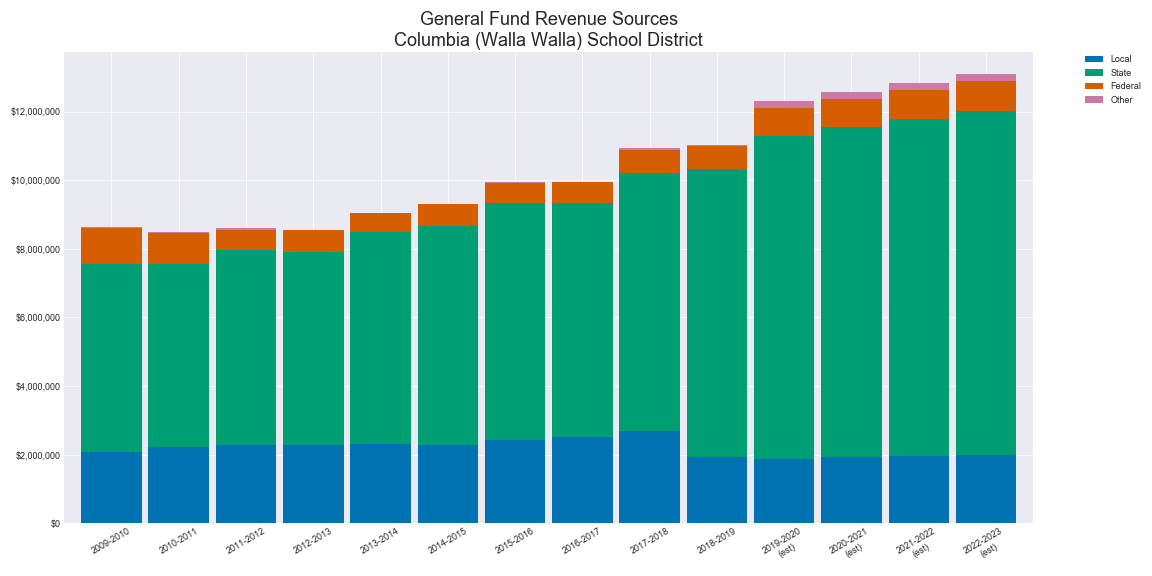 General Fund Revenue Sources
Columbia (Walla Walla) School District
Local
State
Federal
Other
$12,000,000
$10,000,000
$8,000,000
$6,000,000
$4,000,000
$2,000,000
$0
2009-2010
2010-2011
2011-2012
2012-2013
2013-2014
2014-2015
2015-2016
2016-2017
2017-2018
2018-2019
2019-2020
(est)
2020-2021
(est)
2021-2022
(est)
2022-2023
(est)